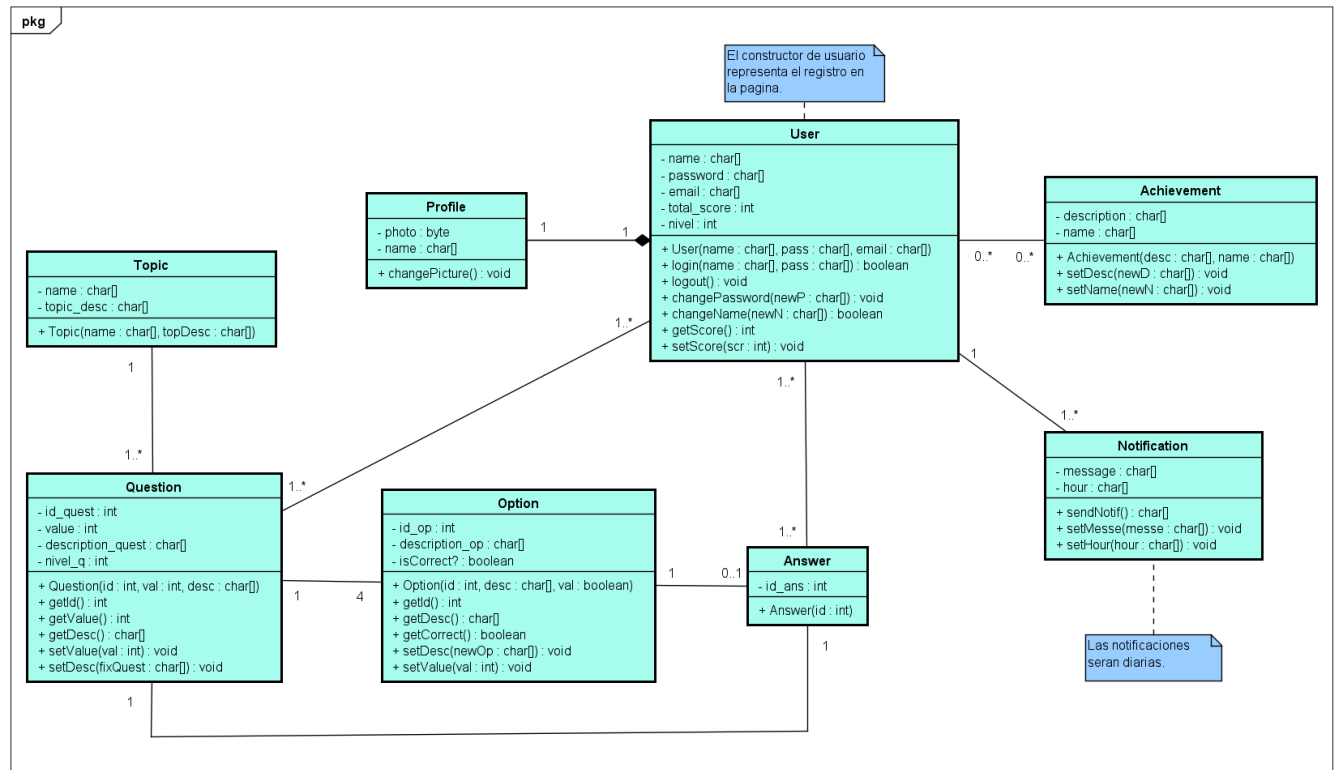 pkg
El constructor de usuario
representa el registro en
la pagina.
User
- name : char[]
- password : char[]
- email : char[]
- total_score : int
- nivel : int
+ User(name : char[], pass : char[], email : char[])
+ login(name : char[], pass : char[]) : boolean
+ logout() : void
+ changePassword(newP : char[]) : void
+ changeName(newN : char[]) : boolean
+ getScore() : int
+ setScore(scr : int) : void
Profile
- photo : byte
- name : char[]
+ changePicture() : void
1
1
Achievement
- description : char[]
- name : char[]
+ Achievement(desc : char[], name : char[])
+ setDesc(newD : char[]) : void
+ setName(newN : char[]) : void
0..*
0..*
Topic
- name : char[]
- topic_desc : char[]
+ Topic(name : char[], topDesc : char[])
1
1..*
1..*
1..*
1..*
1..*
1
1..*
Notification
- message : char[]
- hour : char[]
+ sendNotif() : char[]
+ setMesse(messe : char[]) : void
+ setHour(hour : char[]) : void
Question
- id_quest : int
- value : int
- description_quest : char[]
- nivel_q : int
+ Question(id : int, val : int, desc : char[])
+ getId() : int
+ getValue() : int
+ getDesc() : char[]
+ setValue(val : int) : void
+ setDesc(fixQuest : char[]) : void
1
4
Option
- id_op : int
- description_op : char[]
- isCorrect? : boolean
+ Option(id : int, desc : char[], val : boolean)
+ getId() : int
+ getDesc() : char[]
+ getCorrect() : boolean
+ setDesc(newOp : char[]) : void
+ setValue(val : int) : void
1
0..1
Answer
- id_ans : int
+ Answer(id : int)
1
1
Las notificaciones
seran diarias.